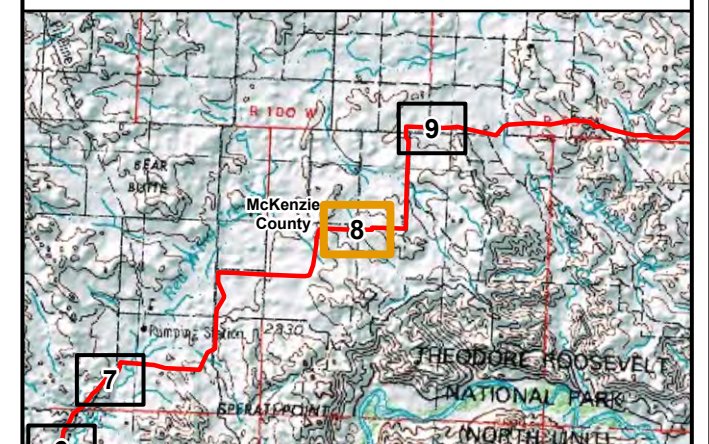 R 100 W
9
BEAR
BUTTE
McKenzie
County
8
Pumping Station
2330
THEODORE ROOSEVELT
7
NATIONAL PARK
SPERATI POINT
(NORTH UNIT)